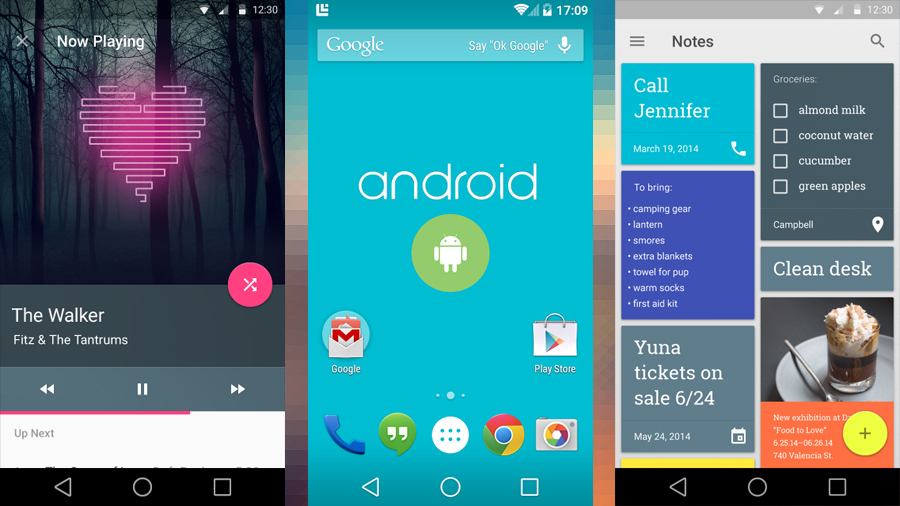 12:30
Now Playing
The Walker
Fitz & The Tantrums
Up Next
17:09
Google
Say "Ok Google"
android
Google
Play Store
12:30
Notes
Call
Jennifer
March 19, 2014
To bring:
• camping gear
• lantern
• smores
• extra blankets
• towel for pup
• warm socks
• first aid kit
Yuna
tickets on
sale 6/24
May 24, 2014
Groceries:
almond milk
coconut water
cucumber
green apples
Campbell
Clean desk
New exhibition at
"Food to Love"
6.25.14–06.26.14
740 Valencia St.